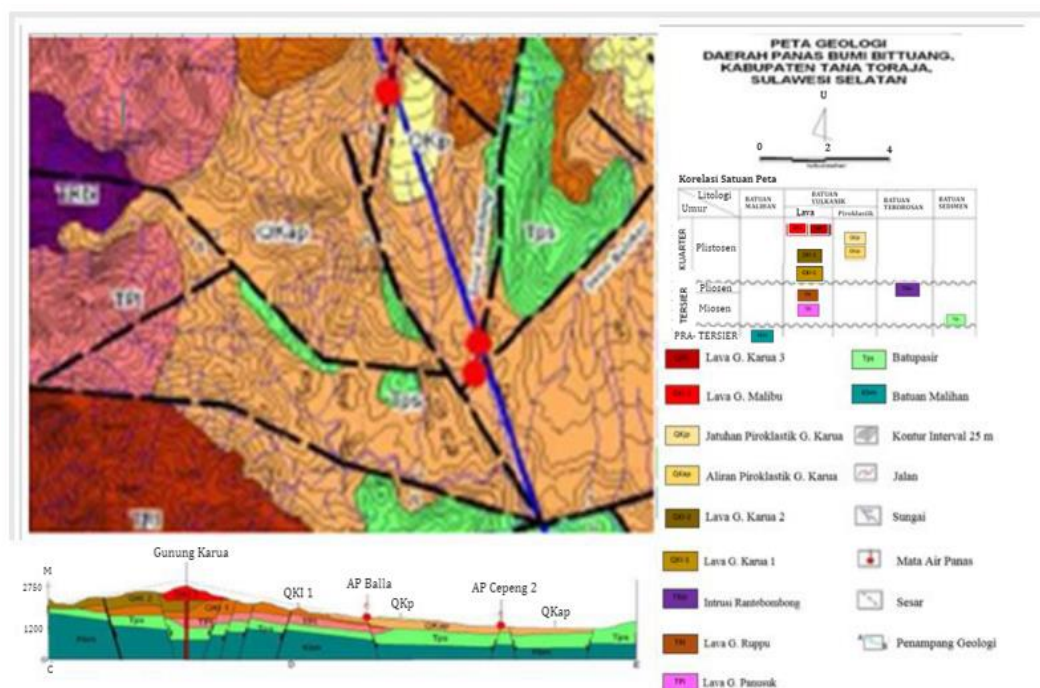 PETA GEOLOGI
DAERAH PANAS BUMI BITTUANG,
KABUPATEN TANA TORAJA,
SULAWESI SELATAN
U
0 2 4
Korelasi Satuan Peta
Litologi
Umur
BATUAN MALIHAN
BATUAN VULKANIK
BATUAN TEROBOSAN
BATUAN SEDIMEN
Lava
Piroklastik
KUARTER
Plistosen
TERSIER
Pliosen
Miosen
PRA- TERSIER
Lava G. Karua 3
Batupasir
Lava G. Malibu
Batuan Malihan
Jatuhan Piroklastik G. Karua
Kontur Interval 25 m
Aliran Piroklastik G. Karua
Jalan
Lava G. Karua 2
Sungai
Lava G. Karua 1
Mata Air Panas
Intrusi Rantebombong
Sesar
Lava G. Ruppu
Penampang Geologi
Lava G. Panusuk
QKp
QKap
Tps
TPl
Tps
Gunung Karua
M
2750
1200
0
QKI 1
AP Balla
QKp
AP Cepeng 2
QKap
Tps
Tps
C
D
E